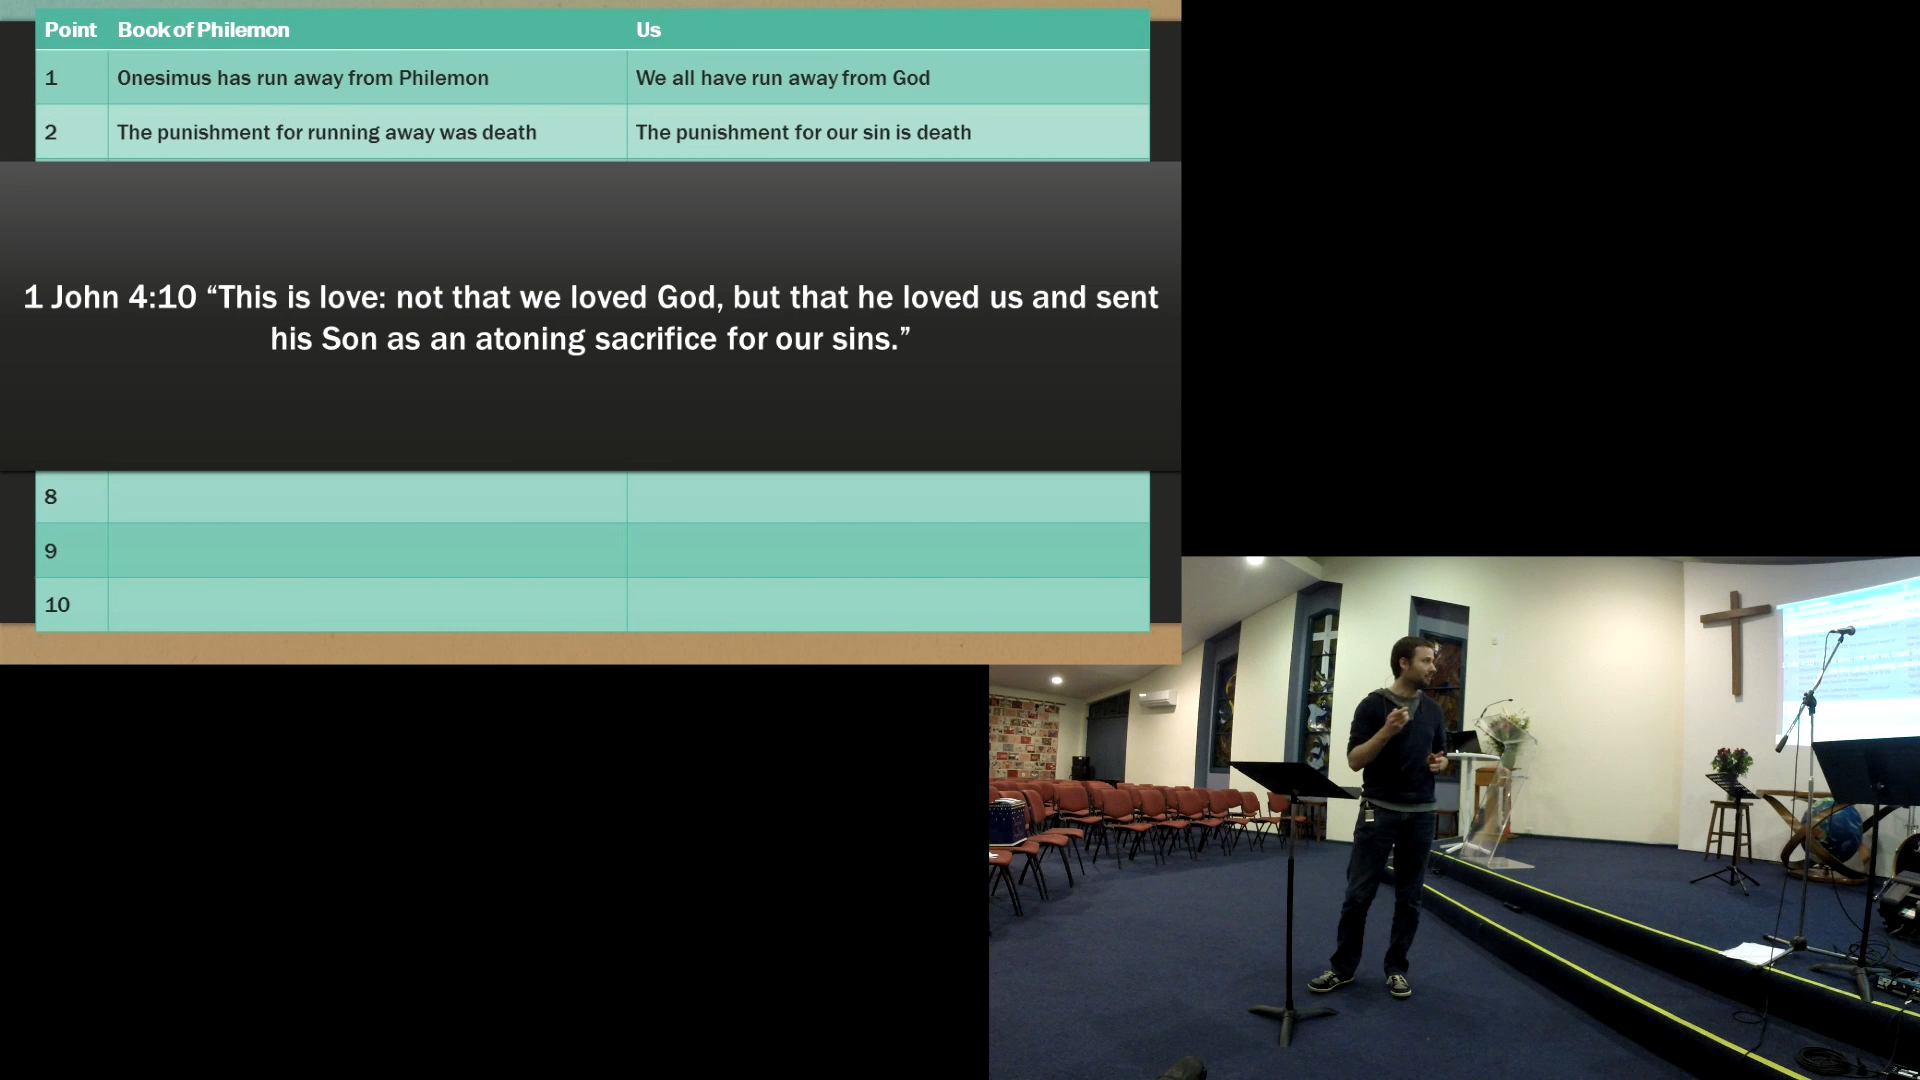 Point Book of Philemon Us
1 Onesimus has run away from Philemon We all have run away from God
2 The punishment for running away was death The punishment for our sin is death
1 John 4:10 “This is love: not that we loved God, but that he loved us and sent
his Son as an atoning sacrifice for our sins.”
8
9
10